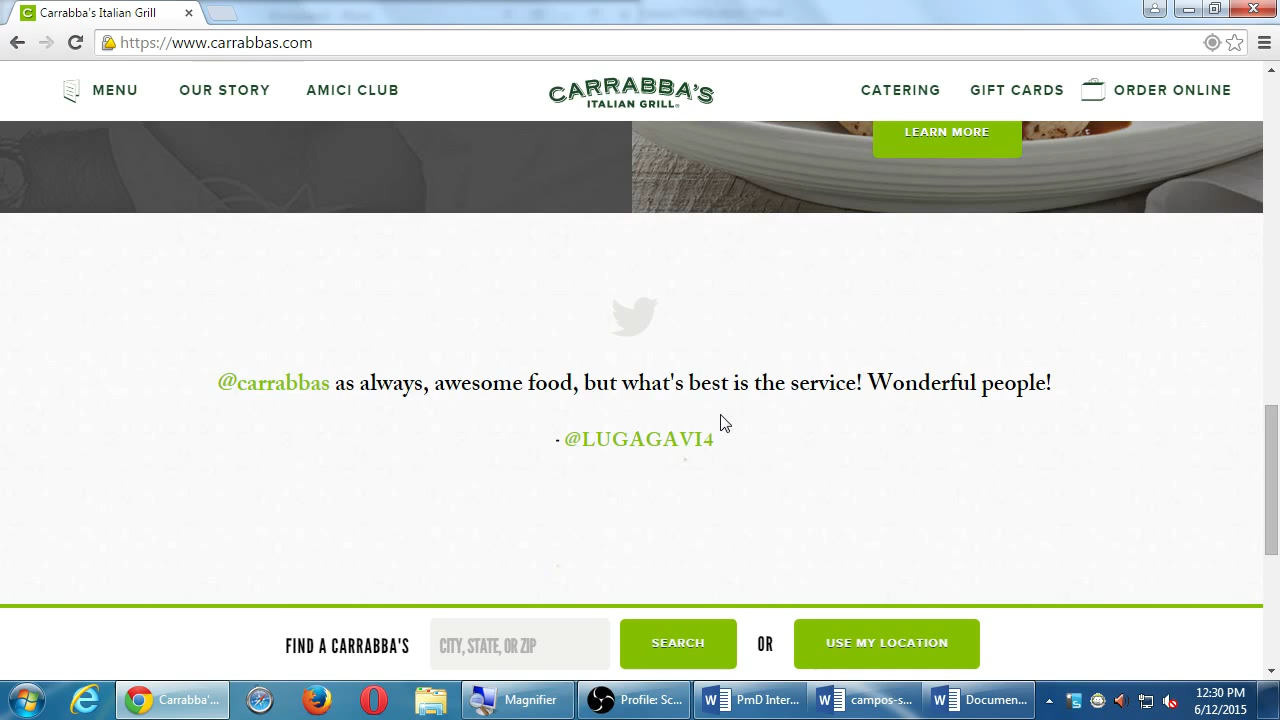 Carrabba's Italian Grill
https://www.carrabbas.com
MENU OUR STORY AMICI CLUB CARRABBA'S ITALIAN GRILL CATERING GIFT CARDS ORDER ONLINE
LEARN MORE
@carrabbas as always, awesome food, but what's best is the service! Wonderful people!
- @LUGAGAVI4
FIND A CARRABBA'S CITY, STATE, OR ZIP SEARCH OR USE MY LOCATION
Carrabba'... Magnifier Profile: Sc... PmD Inter... campos-s... Documen... 12:30 PM
6/12/2015